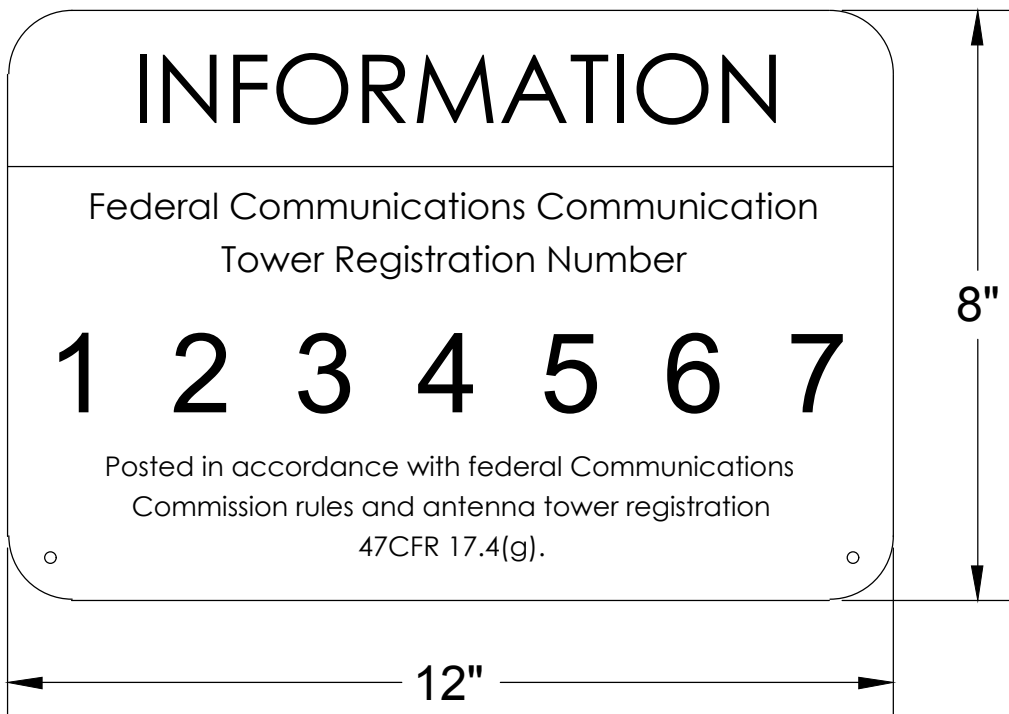 INFORMATION
Federal Communications Communication
Tower Registration Number
1 2 3 4 5 6 7
Posted in accordance with federal Communications
Commission rules and antenna tower registration
47CFR 17.4(g).
8"
12"